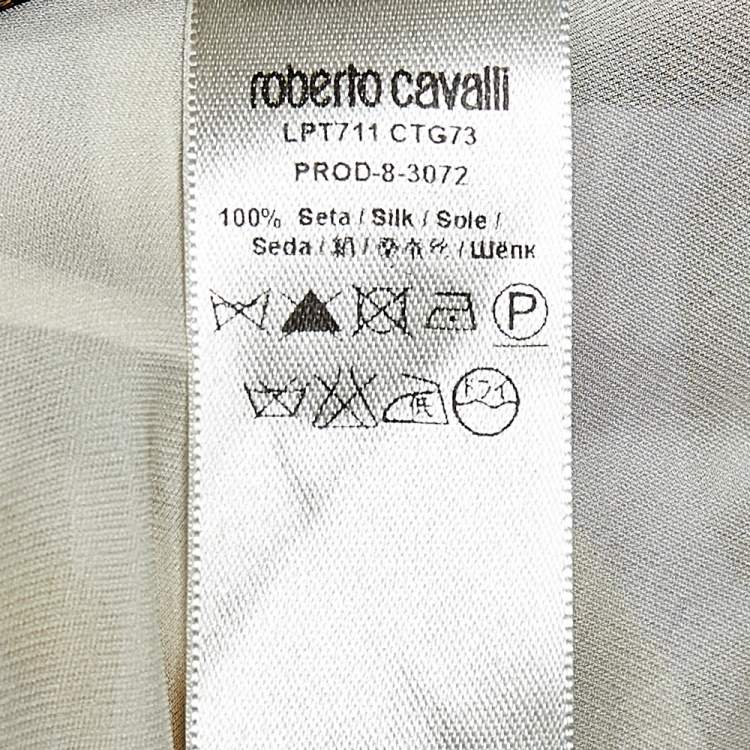 roberto cavalli
LPT711 CTG73
PROD-8-3072
100% Seta / Silk / Sole /
Seda / 絹 / / Шёлк
P
低 ドライ